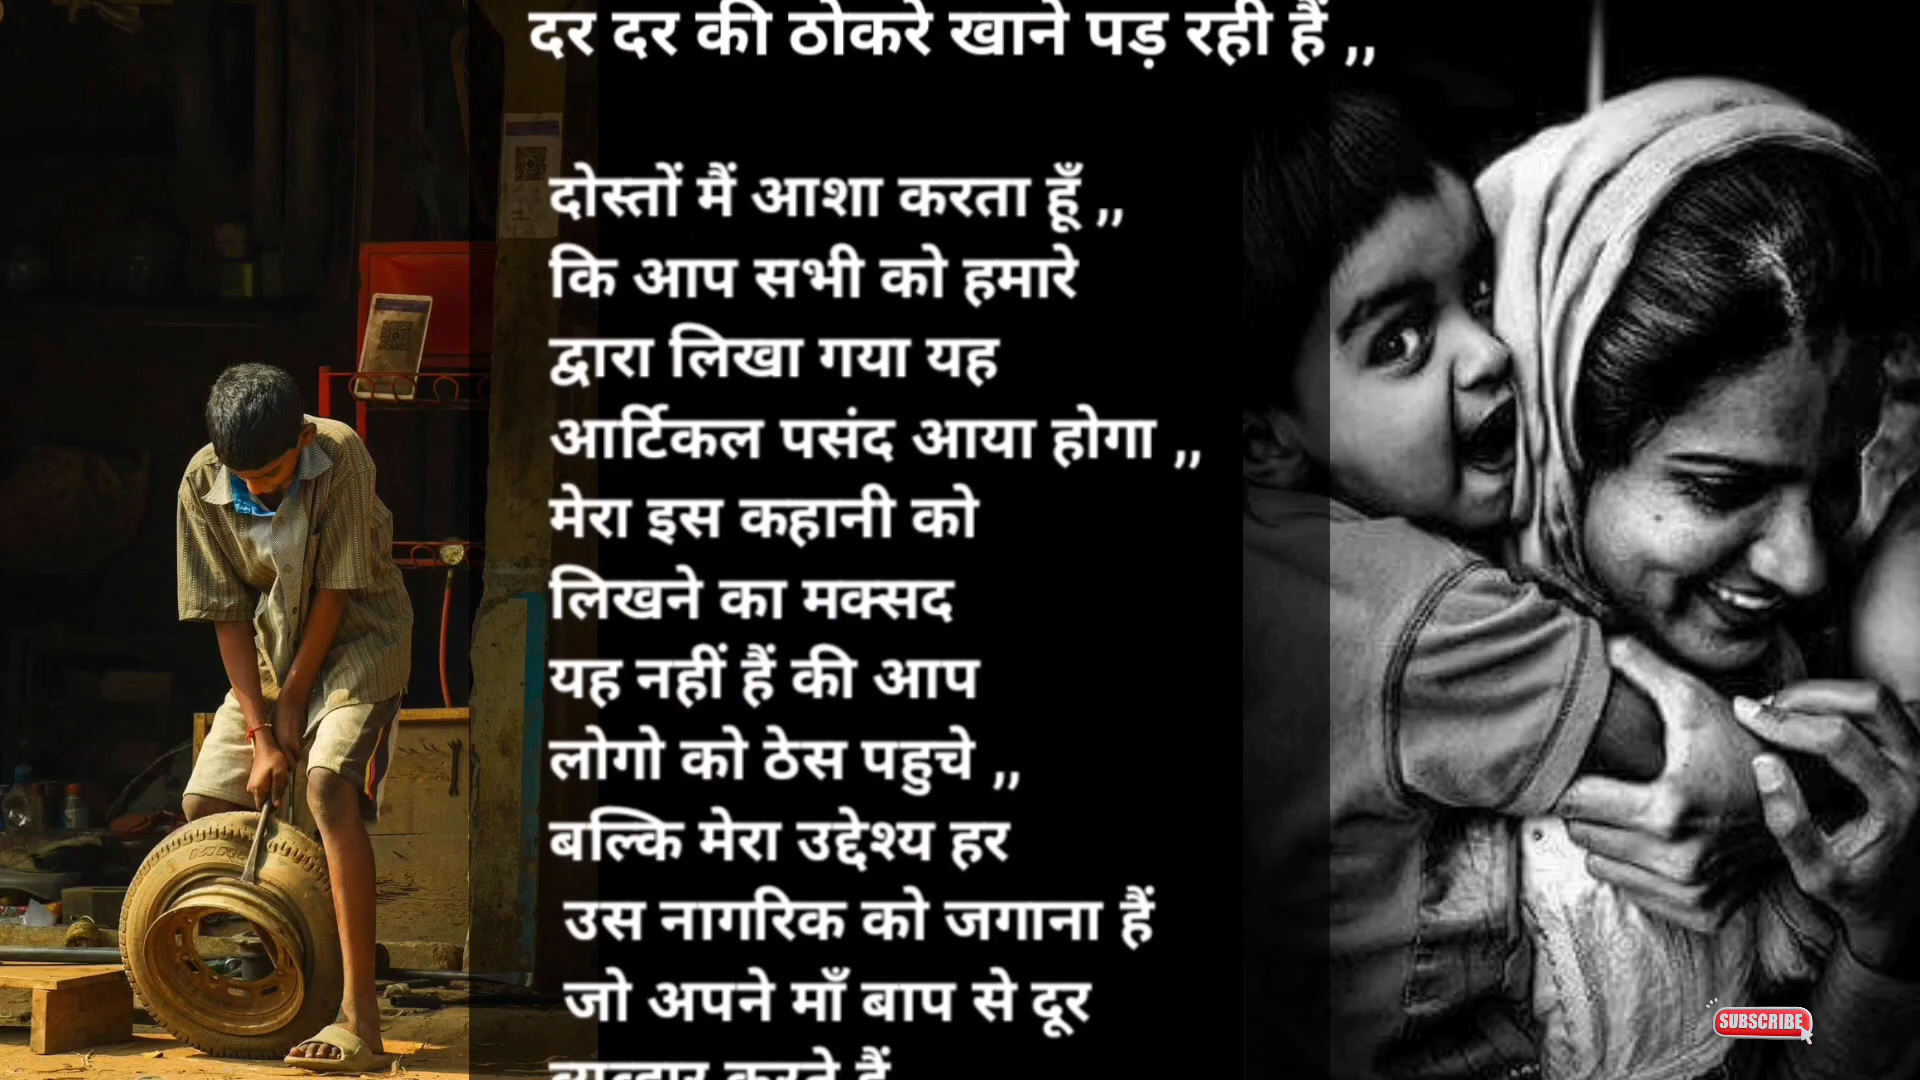 दर दर की ठोकरे खाने पड़ रही हैं ,,
दोस्तों मैं आशा करता हूँ ,,
कि आप सभी को हमारे
द्वारा लिखा गया यह
आर्टिकल पसंद आया होगा ,,
मेरा इस कहानी को
लिखने का मक्सद
यह नहीं हैं की आप
लोगो को ठेस पहुचे ,,
बल्कि मेरा उद्देश्य हर
उस नागरिक को जगाना हैं
जो अपने माँ बाप से दूर
करते हैं
SUBSCRIBE